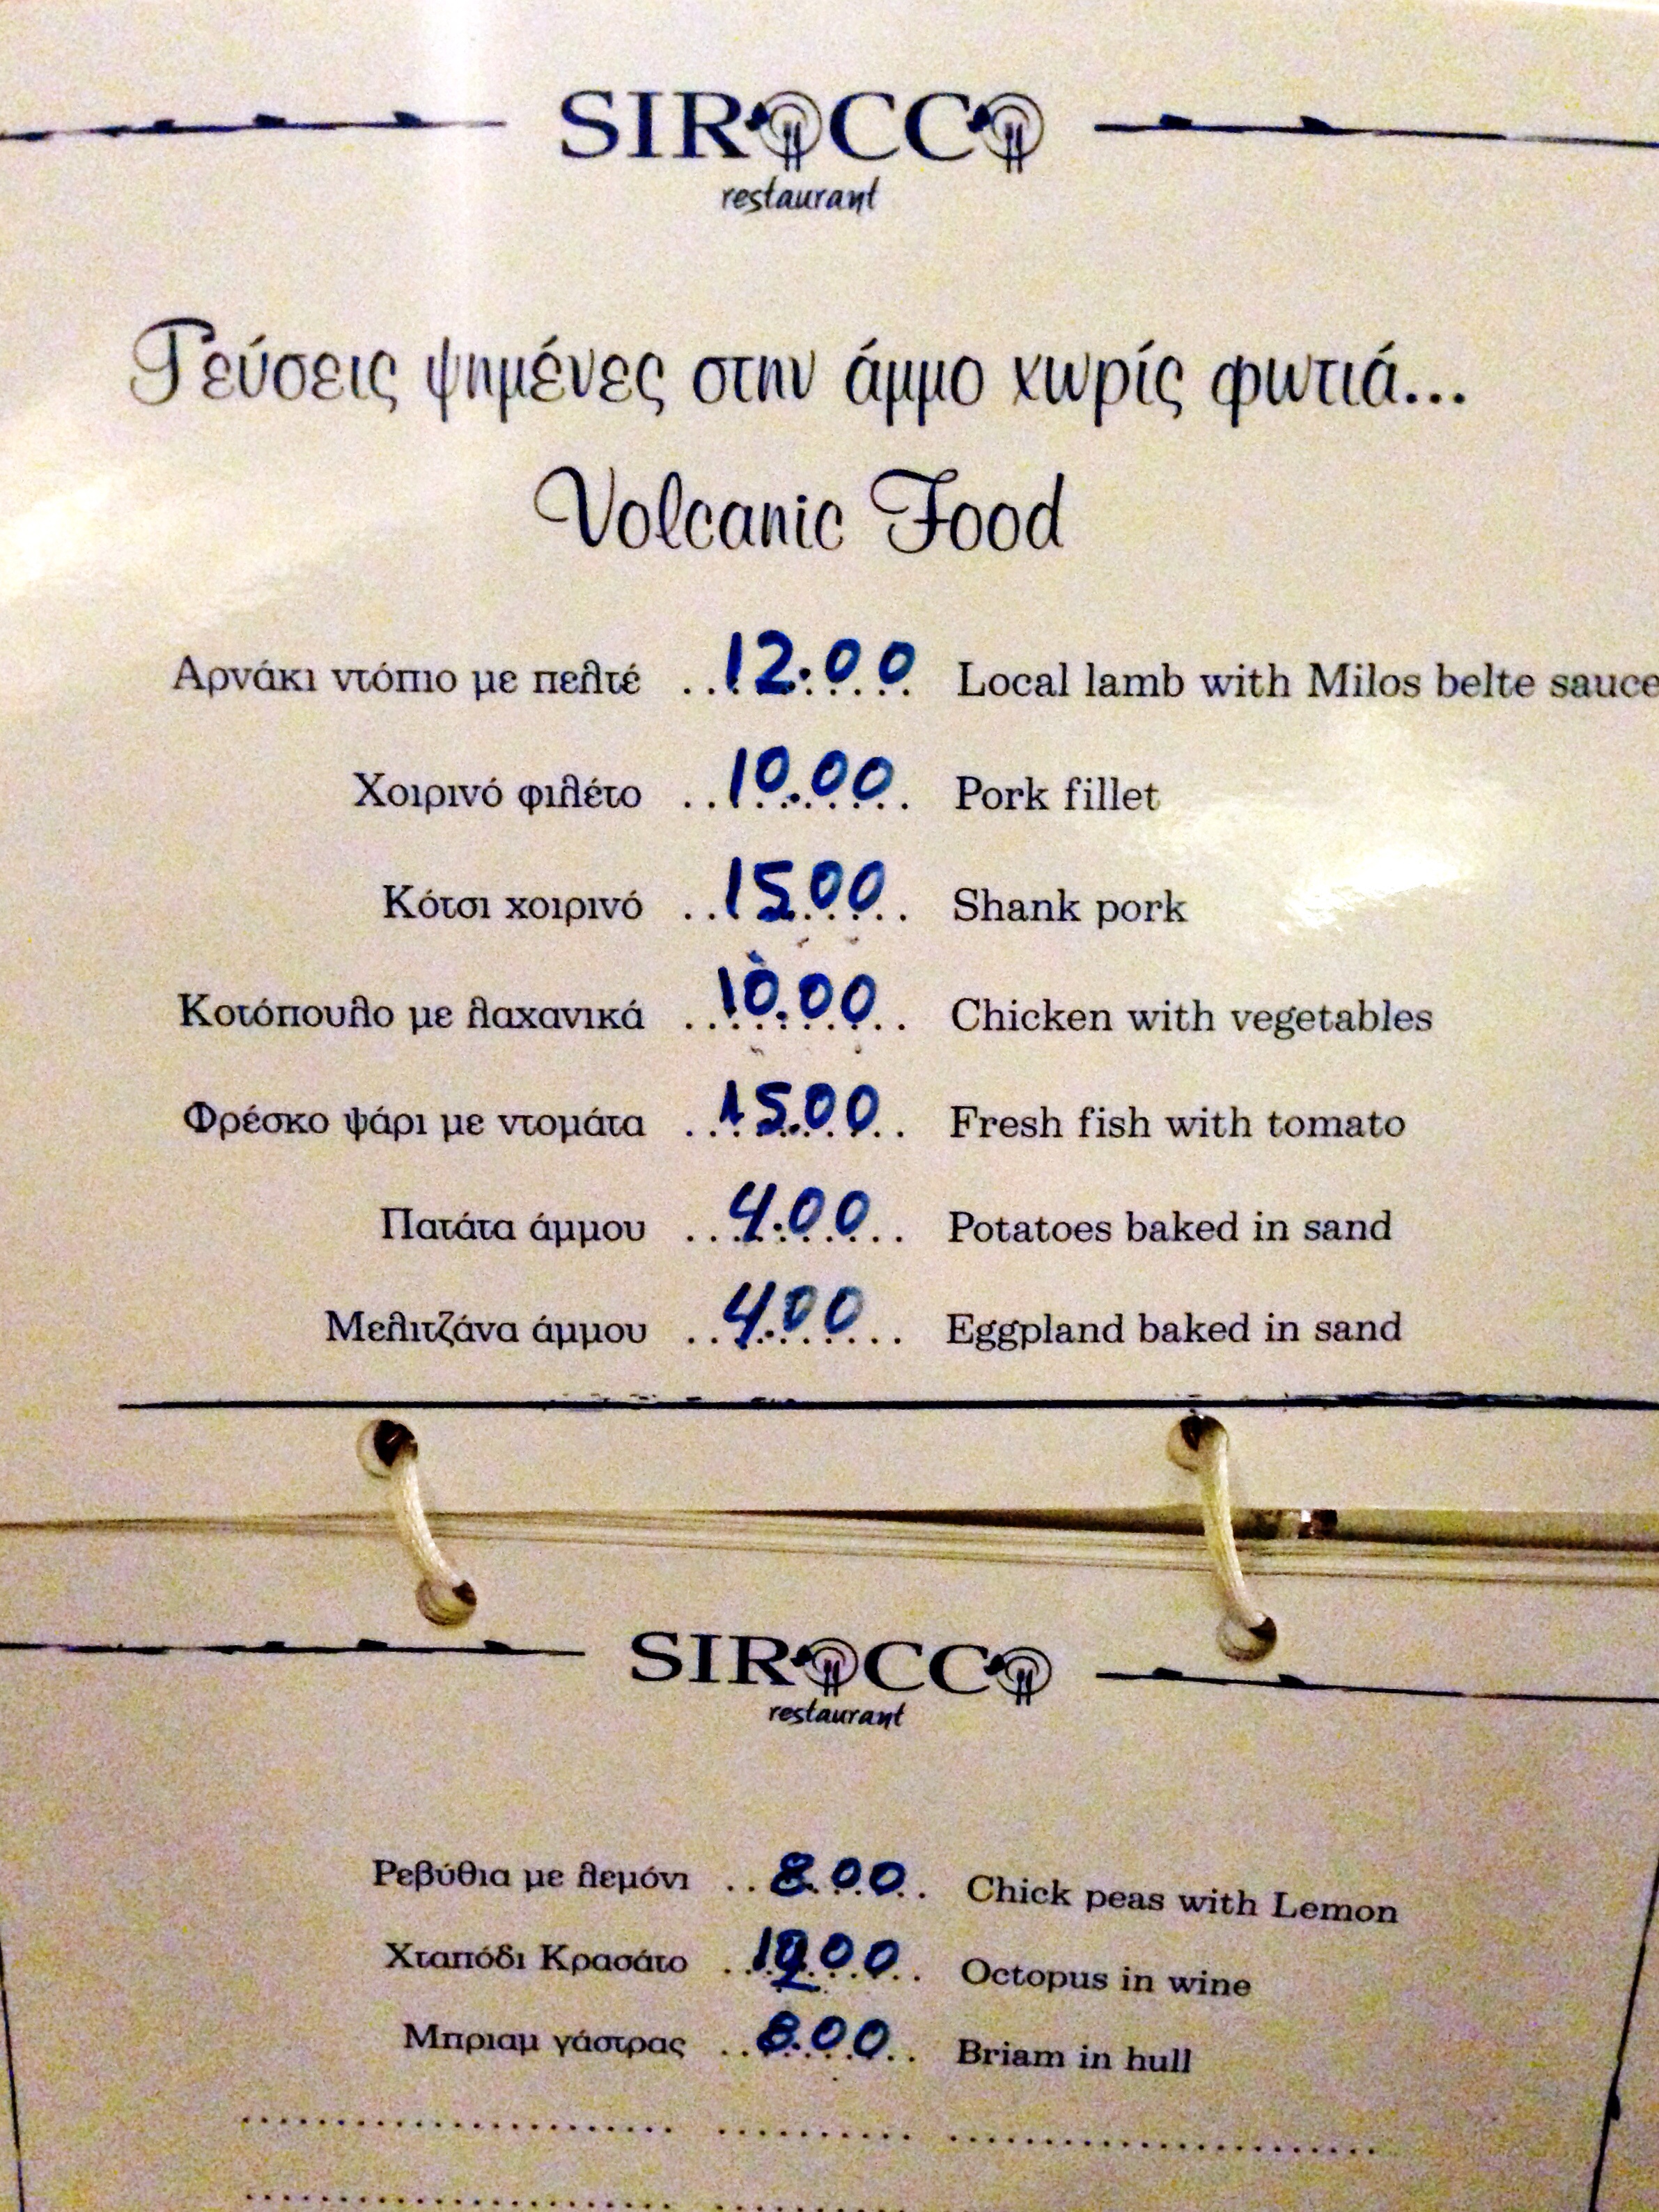 SIROCCO
restaurant
Γεύσεις ψημένες στην άμμο χωρίς φωτιά...
Volcanic Food
Αρνάκι ντόπιο με πελτέ ... 12.00 ... Local lamb with Milos belte sauce
Χοιρινό φιλέτο ... 10.00 ... Pork fillet
Κότσι χοιρινό ... 15.00 ... Shank pork
Κοτόπουλο με λαχανικά ... 10.00 ... Chicken with vegetables
Φρέσκο ψάρι με ντομάτα ... 15.00 ... Fresh fish with tomato
Πατάτα άμμου ... 4.00 ... Potatoes baked in sand
Μελιτζάνα άμμου ... 4.00 ... Eggpland baked in sand
SIROCCO
restaurant
Ρεβύθια με λεμόνι ... 8.00 ... Chick peas with Lemon
Χταπόδι Κρασάτο ... Octopus in wine
Μπριαμ γάστρας ... 8.00 ... Briam in hull